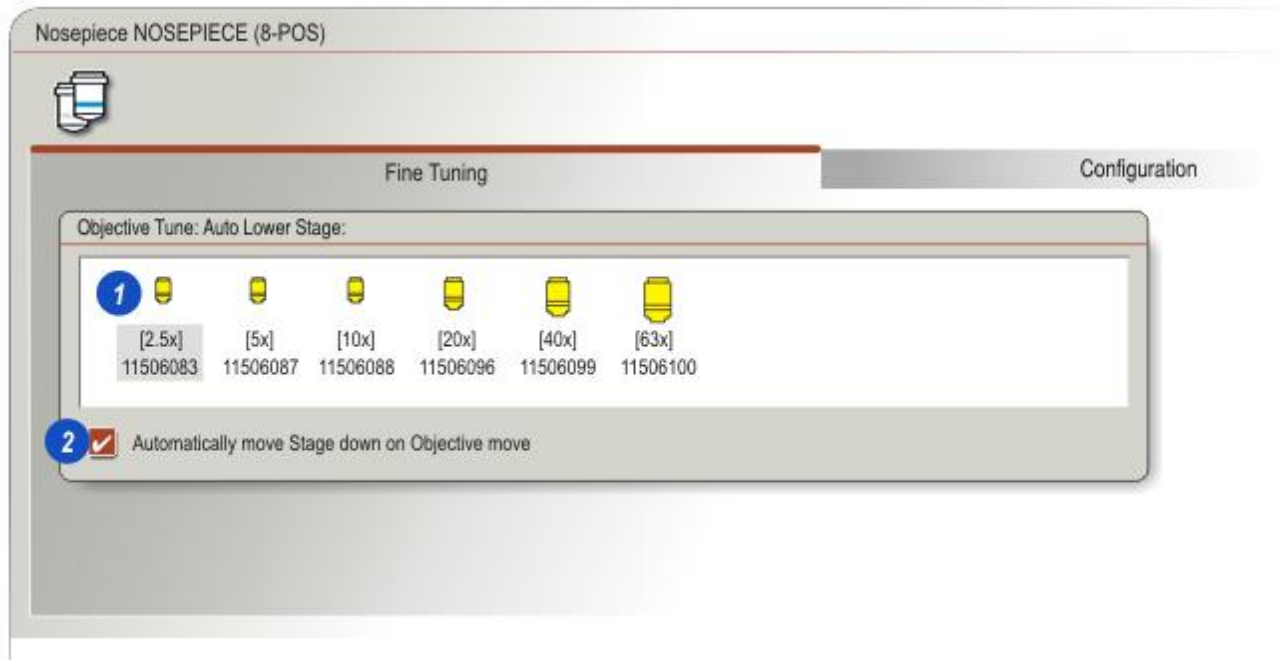 Nosepiece NOSEPIECE (8-POS)
Fine Tuning
Configuration
Objective Tune: Auto Lower Stage:
1
[2.5x] [5x] [10x] [20x] [40x] [63x]
11506083 11506087 11506088 11506096 11506099 11506100
2 Automatically move Stage down on Objective move